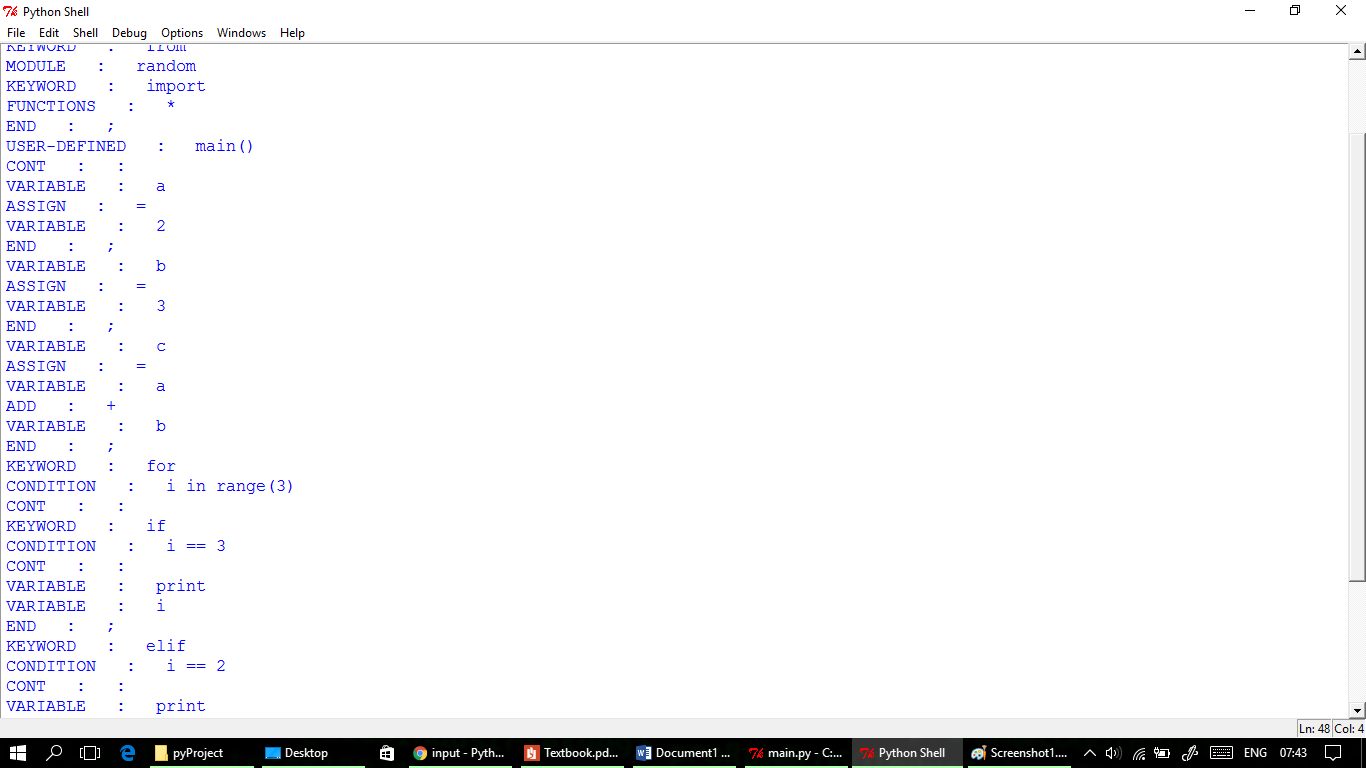 Python Shell
File Edit Shell Debug Options Windows Help
KEYWORD : from
MODULE : random
KEYWORD : import
FUNCTIONS : *
END : ;
USER-DEFINED : main()
CONT : :
VARIABLE : a
ASSIGN : =
VARIABLE : 2
END : ;
VARIABLE : b
ASSIGN : =
VARIABLE : 3
END : ;
VARIABLE : c
ASSIGN : =
VARIABLE : a
ADD : +
VARIABLE : b
END : ;
KEYWORD : for
CONDITION : i in range(3)
CONT : :
KEYWORD : if
CONDITION : i == 3
CONT : :
VARIABLE : print
VARIABLE : i
END : ;
KEYWORD : elif
CONDITION : i == 2
CONT : :
VARIABLE : print
Ln: 48 Col: 4
pyProject Desktop input - Pyth... Textbook.pd... Document1 ... main.py - C:... Python Shell Screenshot1.... ENG 07:43